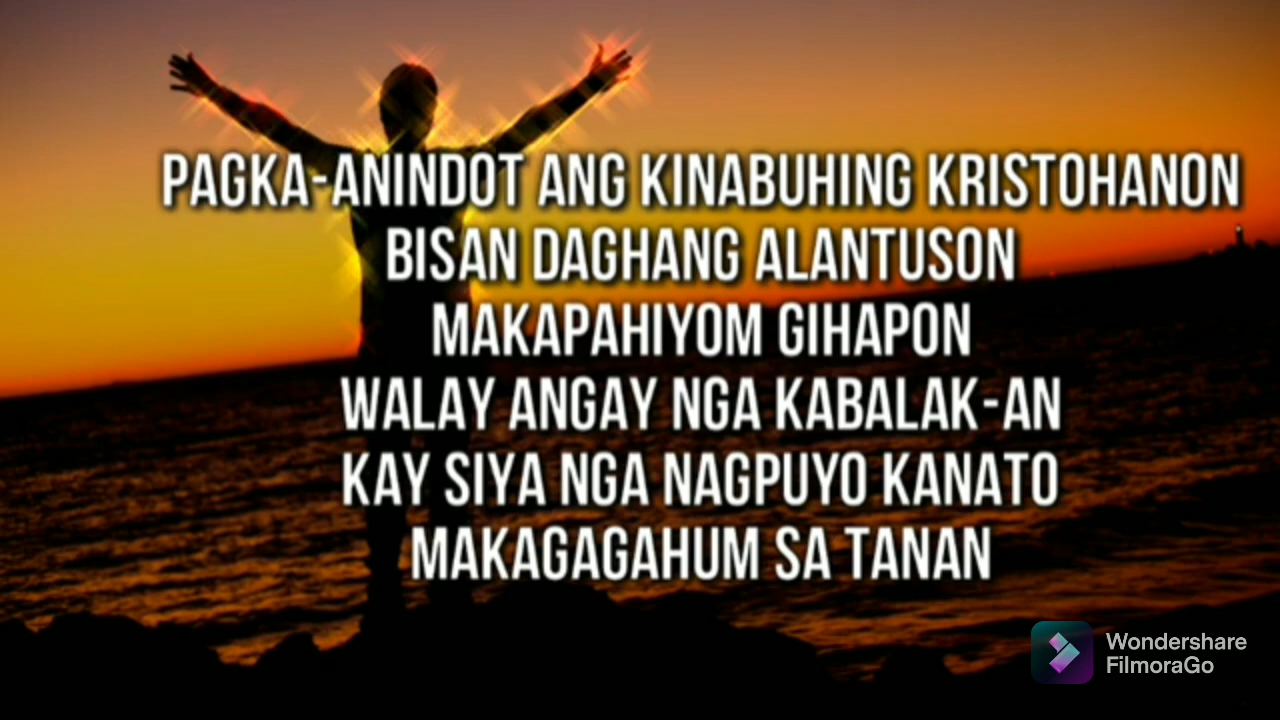 PAGKA-ANINDOT ANG KINABUHING KRISTOHANON
BISAN DAGHANG ALANTUSON
MAKAPAHIYOM GIHAPON
WALAY ANGAY NGA KABALAK-AN
KAY SIYA NGA NAGPUYO KANATO
MAKAGAGAHUM SA TANAN
Wondershare
FilmoraGo